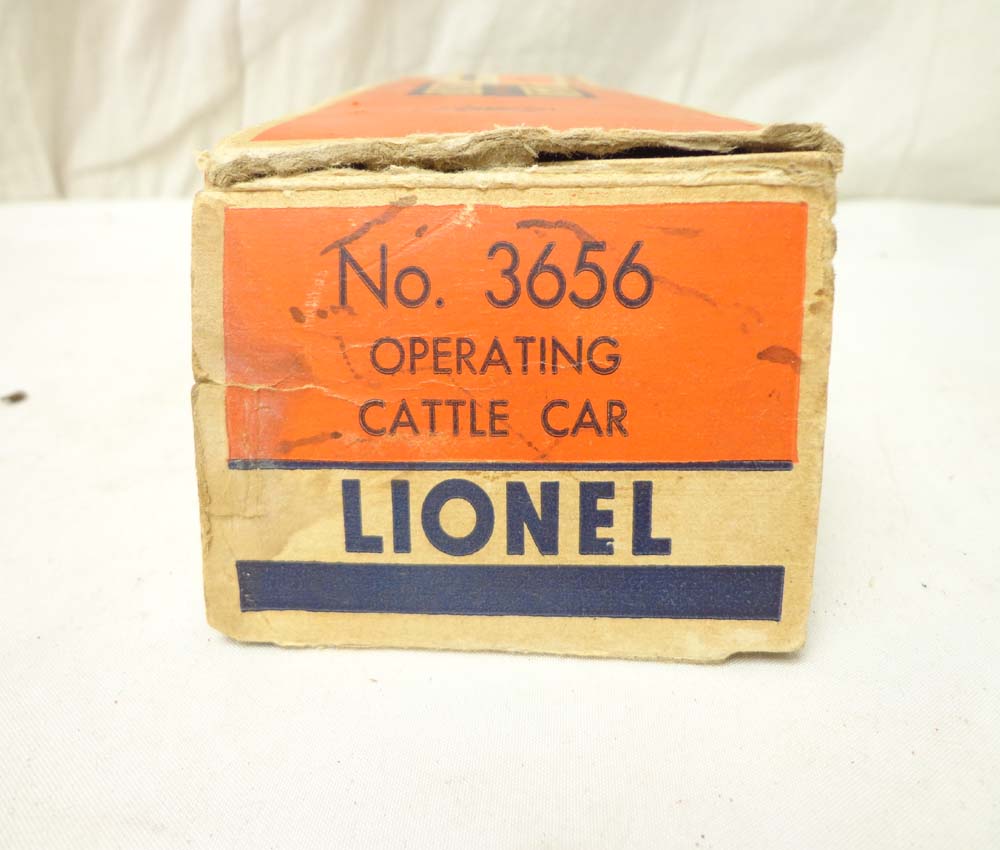 No. 3656
OPERATING
CATTLE CAR
LIONEL